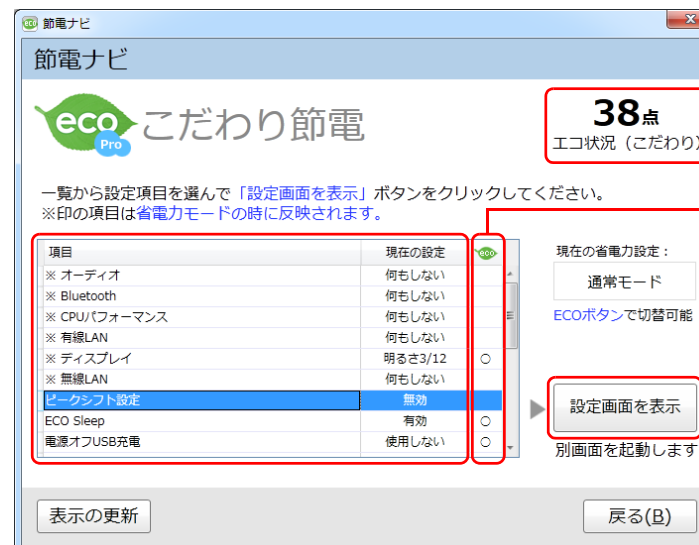 節電ナビ
節電ナビ
eco
Pro
こだわり節電
38点
エコ状況（こだわり）
一覧から設定項目を選んで「設定画面を表示」ボタンをクリックしてください。
※印の項目は省電力モードの時に反映されます。
項目 現在の設定 eco
※ オーディオ 何もしない
※ Bluetooth 何もしない
※ CPUパフォーマンス 何もしない
※ 有線LAN 何もしない
※ ディスプレイ 明るさ3/12 ○
※ 無線LAN 何もしない
ピークシフト設定 無効
ECO Sleep 有効 ○
電源オフUSB充電 使用しない ○
現在の省電力設定：
通常モード
ECOボタンで切替可能
設定画面を表示
別画面を起動します
表示の更新
戻る(B)